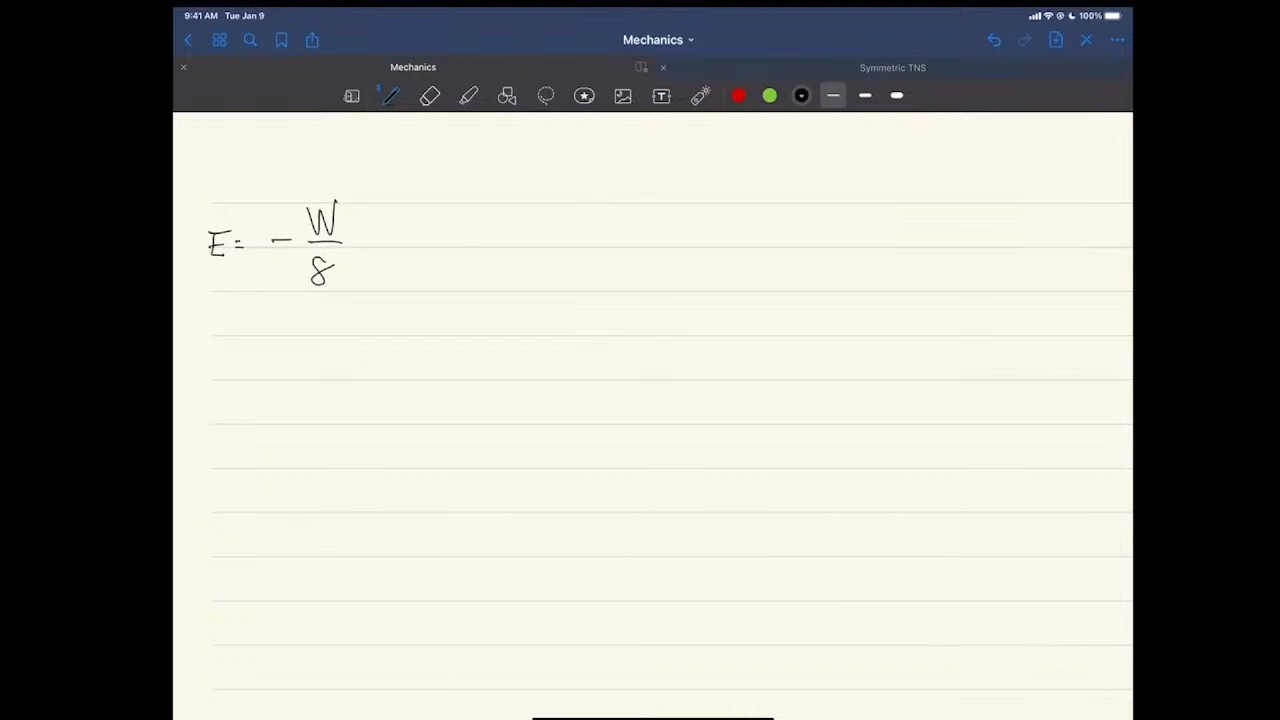 9:41 AM Tue Jan 9
100%
Mechanics
Mechanics
Symmetric TNS
E = - W
8